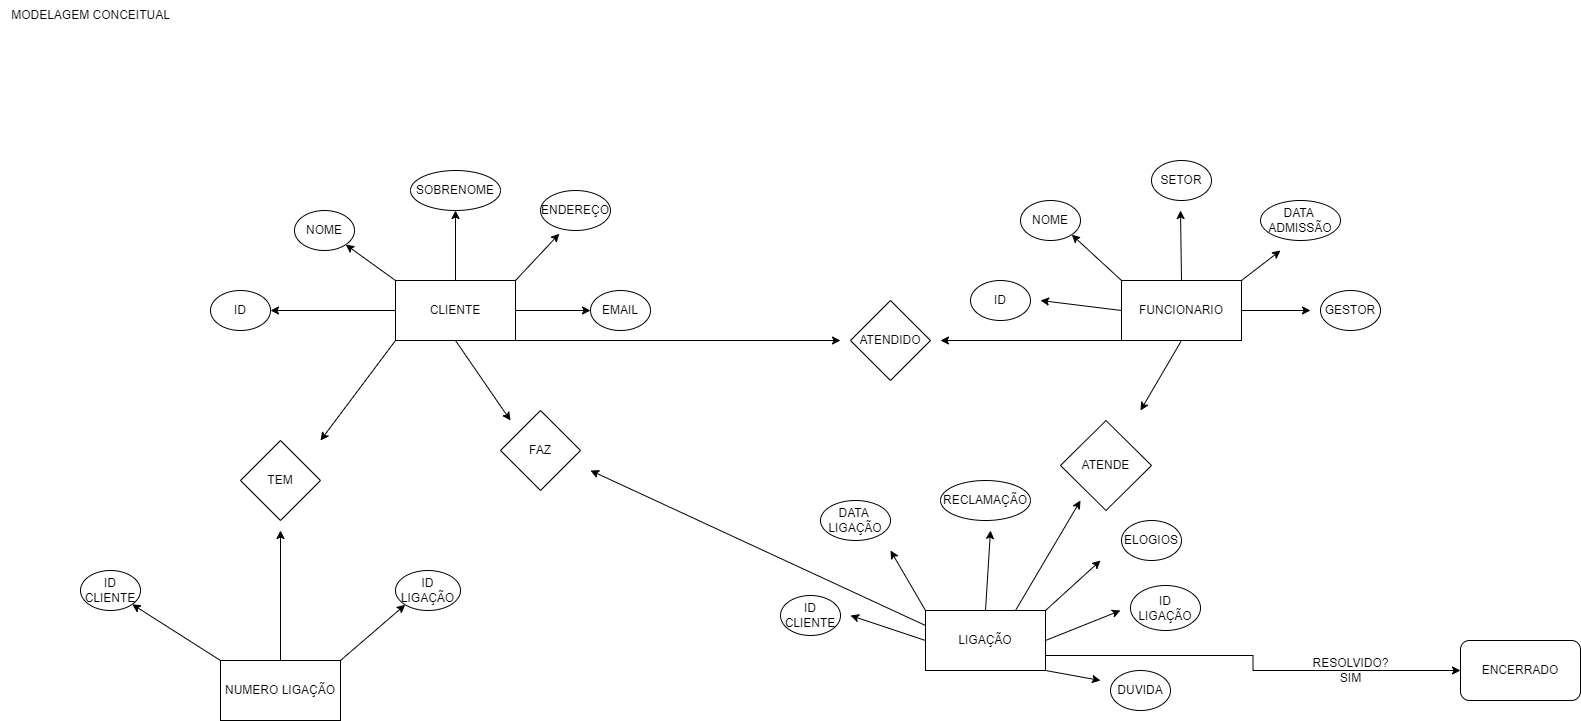 MODELAGEM CONCEITUAL
SETOR
SOBRENOME
ENDEREÇO
NOME
NOME
DATA
ADMISSÃO
ID
CLIENTE
EMAIL
ID
FUNCIONARIO
GESTOR
ATENDIDO
TEM
FAZ
ATENDE
RECLAMAÇÃO
DATA
LIGAÇÃO
ELOGIOS
ID
CLIENTE
ID
LIGAÇÃO
ID
CLIENTE
ID
LIGAÇÃO
LIGAÇÃO
RESOLVIDO?
SIM
ENCERRADO
NUMERO LIGAÇÃO
DUVIDA